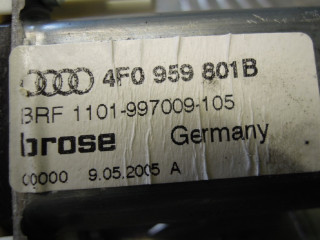 4F0 959 801B
BRF 1101-997009-105
brose Germany
00000 9.05.2005 A